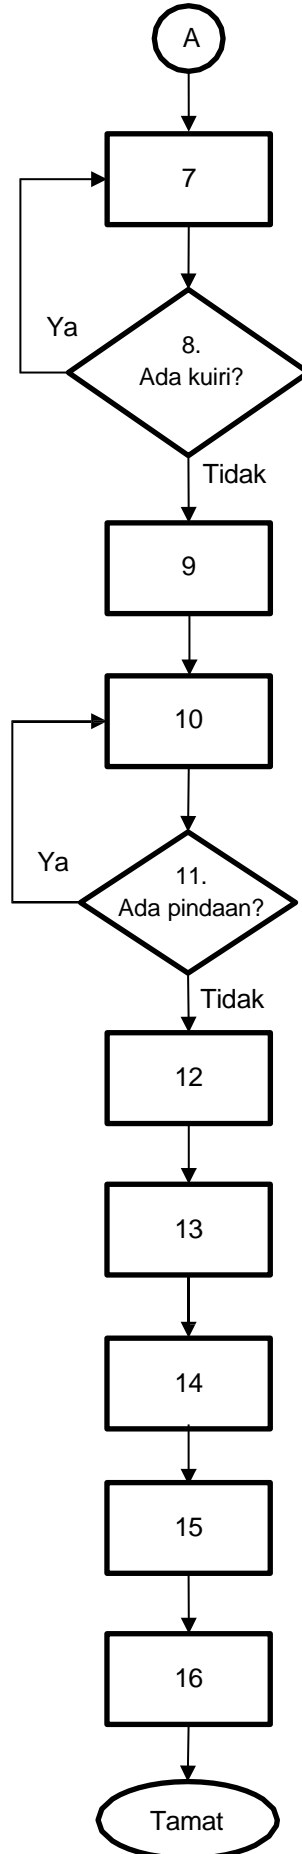 A
7
8.
Ada kuiri?
Ya
Tidak
9
10
11.
Ada pindaan?
Ya
Tidak
12
13
14
15
16
Tamat